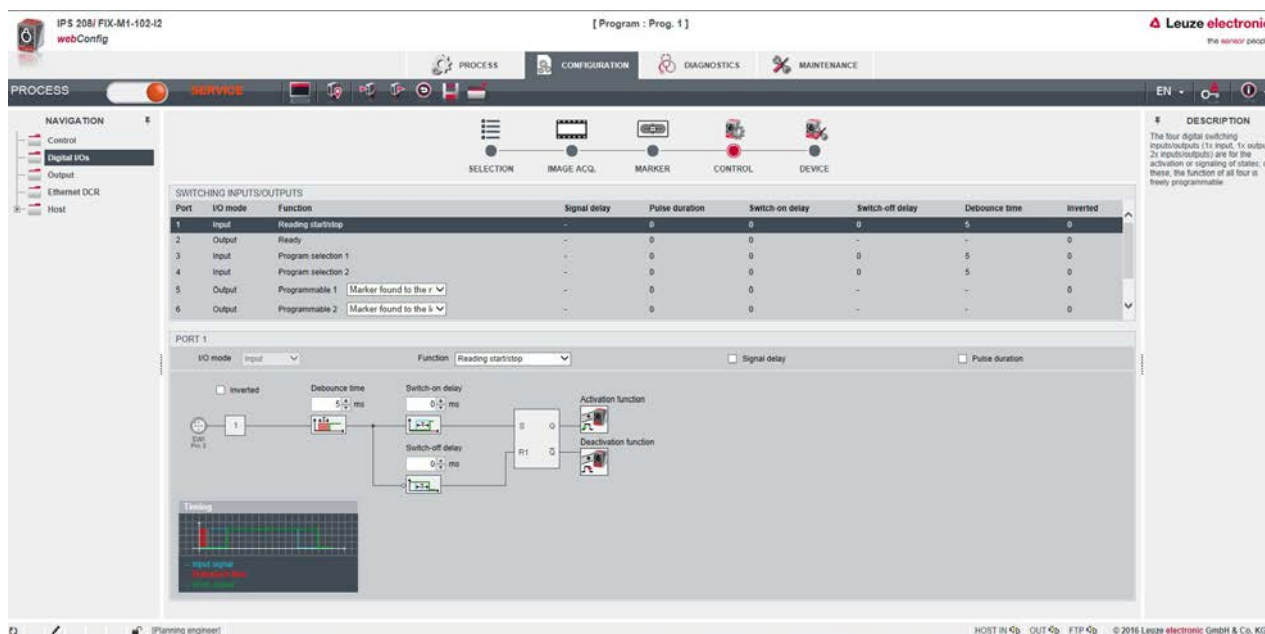 IPS 208i FIX-M1-102-I2
[ Program : Prog. 1 ]
Leuze electronic
webConfig
the sensor people
PROCESS
CONFIGURATION
DIAGNOSTICS
MAINTENANCE
PROCESS
SERVICE
EN
NAVIGATION
Control
Digital I/Os
Output
Ethernet DCR
Host
SELECTION
IMAGE ACQ.
MARKER
CONTROL
DEVICE
DESCRIPTION
The four digital switching
inputs/outputs (1x input, 1x outpu
2x inputs/outputs) are for the
activation or signaling of states;
these, the function of all four is
freely programmable.
SWITCHING INPUTS/OUTPUTS
Port I/O mode Function Signal delay Pulse duration Switch-on delay Switch-off delay Debounce time Inverted
1 Input Reading start/stop - 0 0 0 5 0
2 Output Ready - 0 0 - - 0
3 Input Program selection 1 - 0 0 0 5 0
4 Input Program selection 2 - 0 0 0 5 0
5 Output Programmable 1 Marker found to the r - 0 0 - - 0
6 Output Programmable 2 Marker found to the l - 0 0 - - 0
PORT 1
I/O mode Input Function Reading start/stop Signal delay Pulse duration
Inverted
Debounce time
5 ms
Switch-on delay
0 ms
Activation function
1
S Q
Pin 2
Switch-off delay
0 ms
R1 Q
Deactivation function
Timing
Input signal
[Planning engineer]
HOST IN OUT FTP © 2016 Leuze electronic GmbH & Co. KG